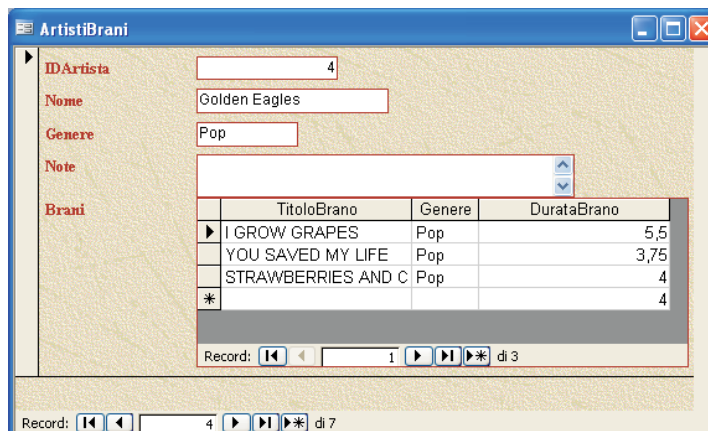 ArtistiBrani
IDArtista 4
Nome Golden Eagles
Genere Pop
Note
Brani TitoloBrano Genere DurataBrano
I GROW GRAPES Pop 5,5
YOU SAVED MY LIFE Pop 3,75
STRAWBERRIES AND C Pop 4
4
Record: 1 di 3
Record: 4 di 7